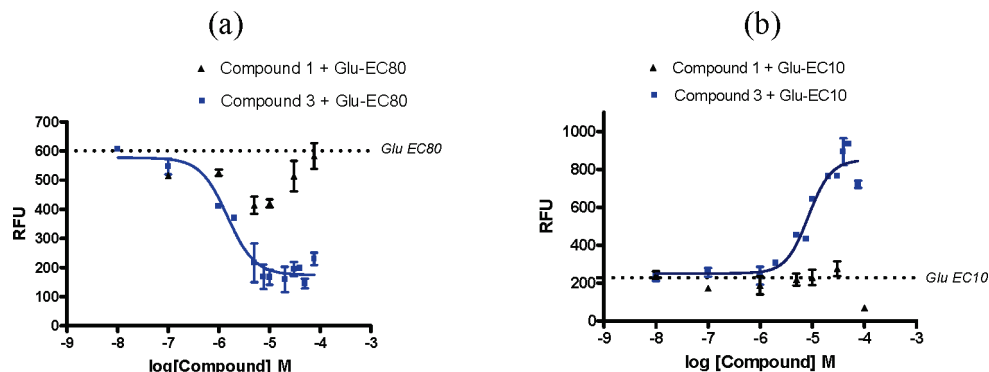 (a)
▲ Compound 1 + Glu-EC80
■ Compound 3 + Glu-EC80
700
600
500
400
300
200
100
0
RFU
Glu EC80
-9 -8 -7 -6 -5 -4 -3
log[Compound] M
(b)
▲ Compound 1 + Glu-EC10
■ Compound 3 + Glu-EC10
1000
800
600
400
200
0
RFU
Glu EC10
-9 -8 -7 -6 -5 -4 -3
log [Compound] M